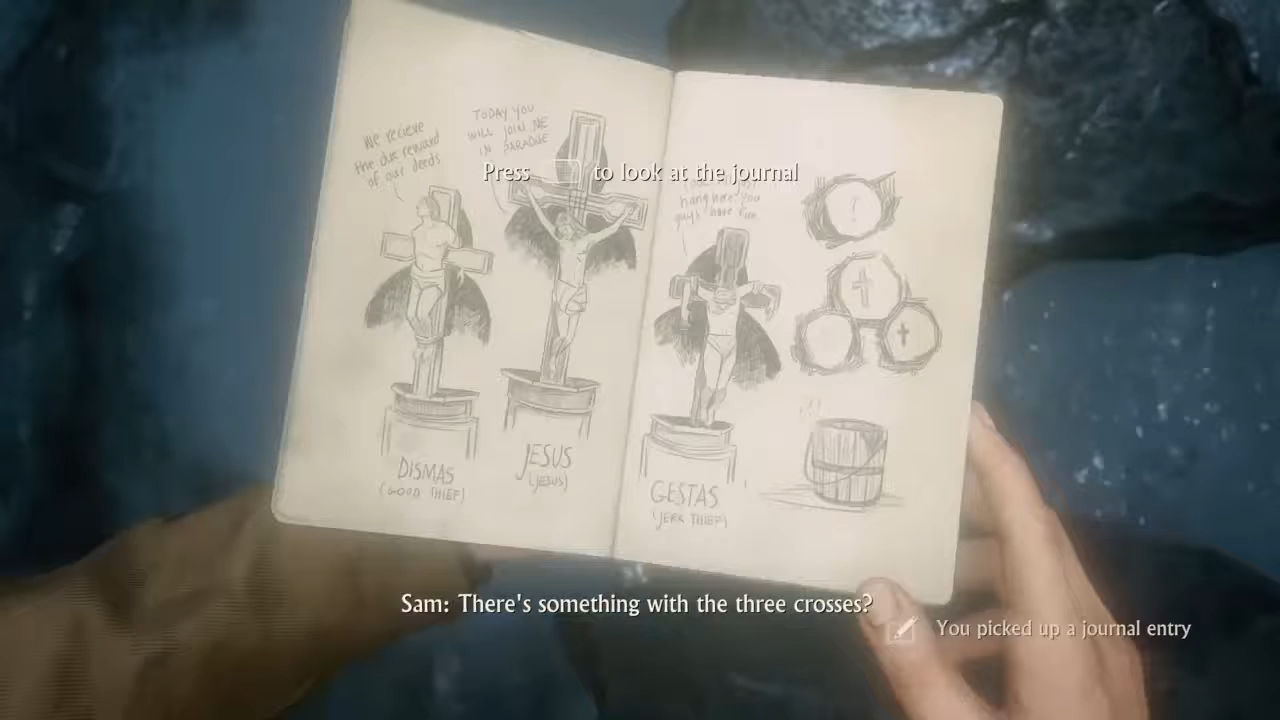 We recieve
the due reward
of our deeds
TODAY YOU
WILL JOIN ME
IN PARADISE
Press to look at the journal
hang here. You
guys have fun.
DISMAS
(GOOD THIEF)
JESUS
(JESUS)
GESTAS
(JERK THIEF)
Sam: There's something with the three crosses?
You picked up a journal entry